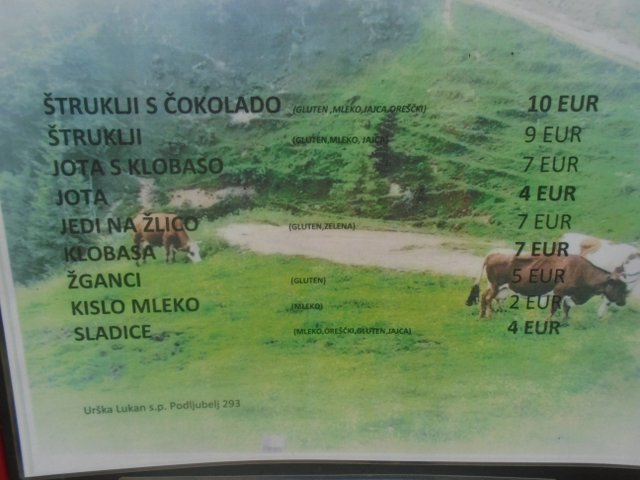 ŠTRUKLJI S ČOKOLADO (GLUTEN ,MLEKO,JAJCA,OREŠČKI) 10 EUR
ŠTRUKLJI (GLUTEN,MLEKO, JAJCA) 9 EUR
JOTA S KLOBASO 7 EUR
JOTA 4 EUR
JEDI NA ŽLICO (GLUTEN,ZELENA) 7 EUR
KLOBASA 7 EUR
ŽGANCI (GLUTEN) 5 EUR
KISLO MLEKO (MLEKO) 2 EUR
SLADICE (MLEKO,OREŠČKI,GLUTEN,JAJCA) 4 EUR
Urška Lukan s.p. Podljubelj 293